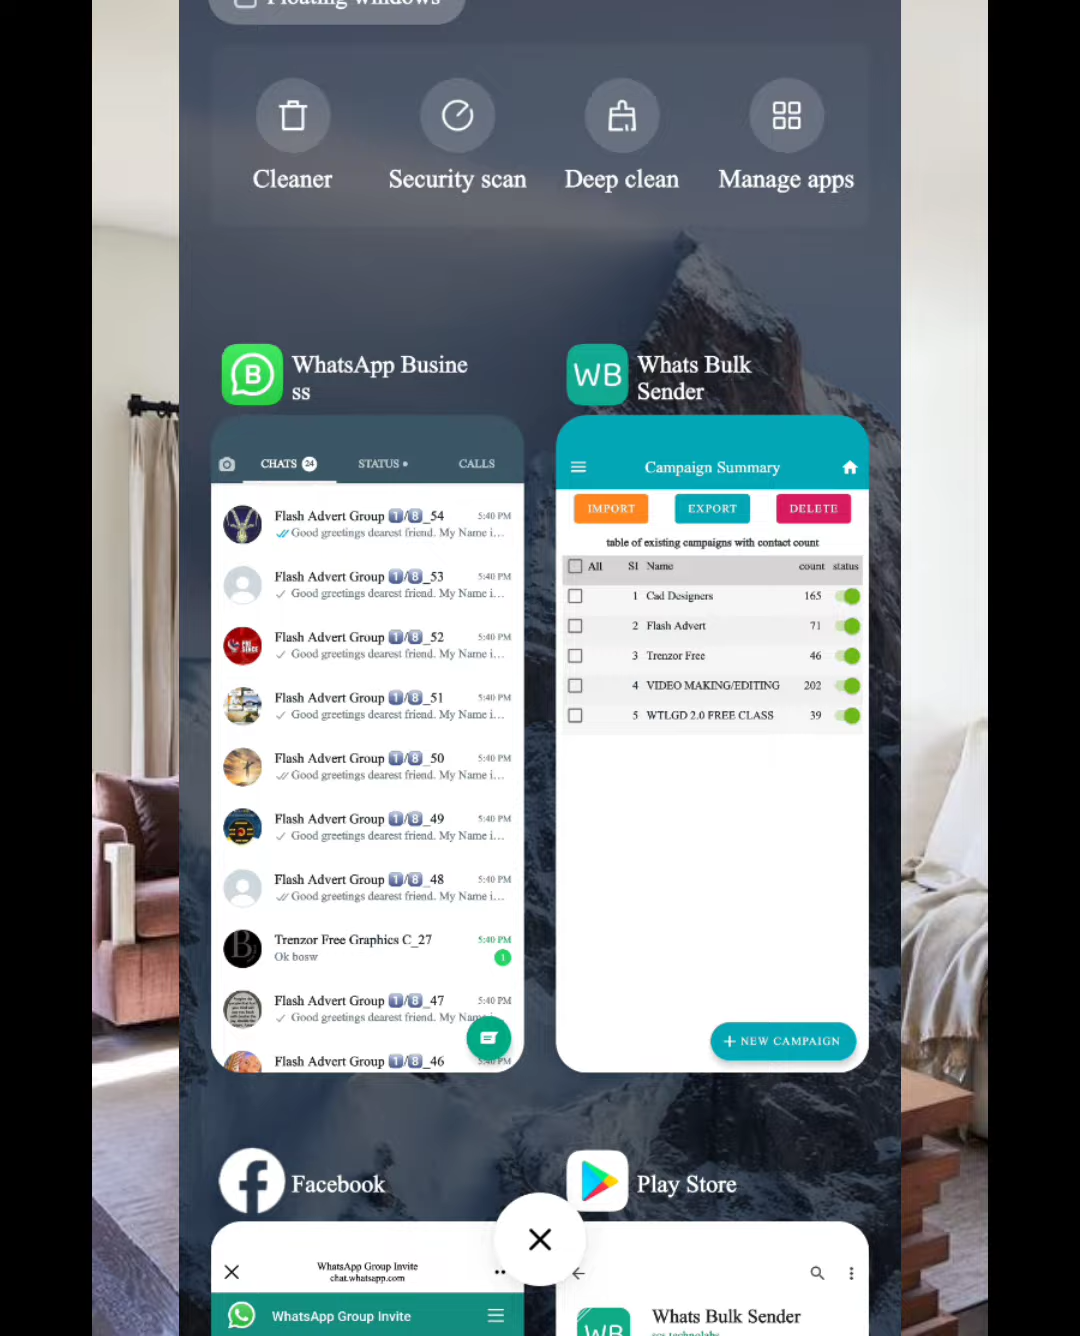 Floating windows
Cleaner
Security scan
Deep clean
Manage apps
B
WhatsApp Busine
ss
WB
Whats Bulk
Sender
CHATS 24
STATUS
CALLS
Flash Advert Group 1/8_54
5:40 PM
Good greetings dearest friend. My Name i...
Flash Advert Group 1/8_53
5:40 PM
Good greetings dearest friend. My Name i...
Flash Advert Group 1/8_52
5:40 PM
Good greetings dearest friend. My Name i...
Flash Advert Group 1/8_51
5:40 PM
Good greetings dearest friend. My Name i...
Flash Advert Group 1/8_50
5:40 PM
Good greetings dearest friend. My Name i...
Flash Advert Group 1/8_49
5:40 PM
Good greetings dearest friend. My Name i...
Flash Advert Group 1/8_48
5:40 PM
Good greetings dearest friend. My Name i...
Trenzor Free Graphics C_27
5:40 PM
Ok bosw
1
Flash Advert Group 1/8_47
5:40 PM
Good greetings dearest friend. My Nam
Flash Advert Group 1/8_46
5:40 PM
Campaign Summary
IMPORT
EXPORT
DELETE
table of existing campaigns with contact count
All SI Name count status
1 Cad Designers 165
2 Flash Advert 71
3 Trenzor Free 46
4 VIDEO MAKING/EDITING 202
5 WTLGD 2.0 FREE CLASS 39
+ NEW CAMPAIGN
Facebook
Play Store
WhatsApp Group Invite
chat.whatsapp.com
WhatsApp Group Invite
Whats Bulk Sender
WB